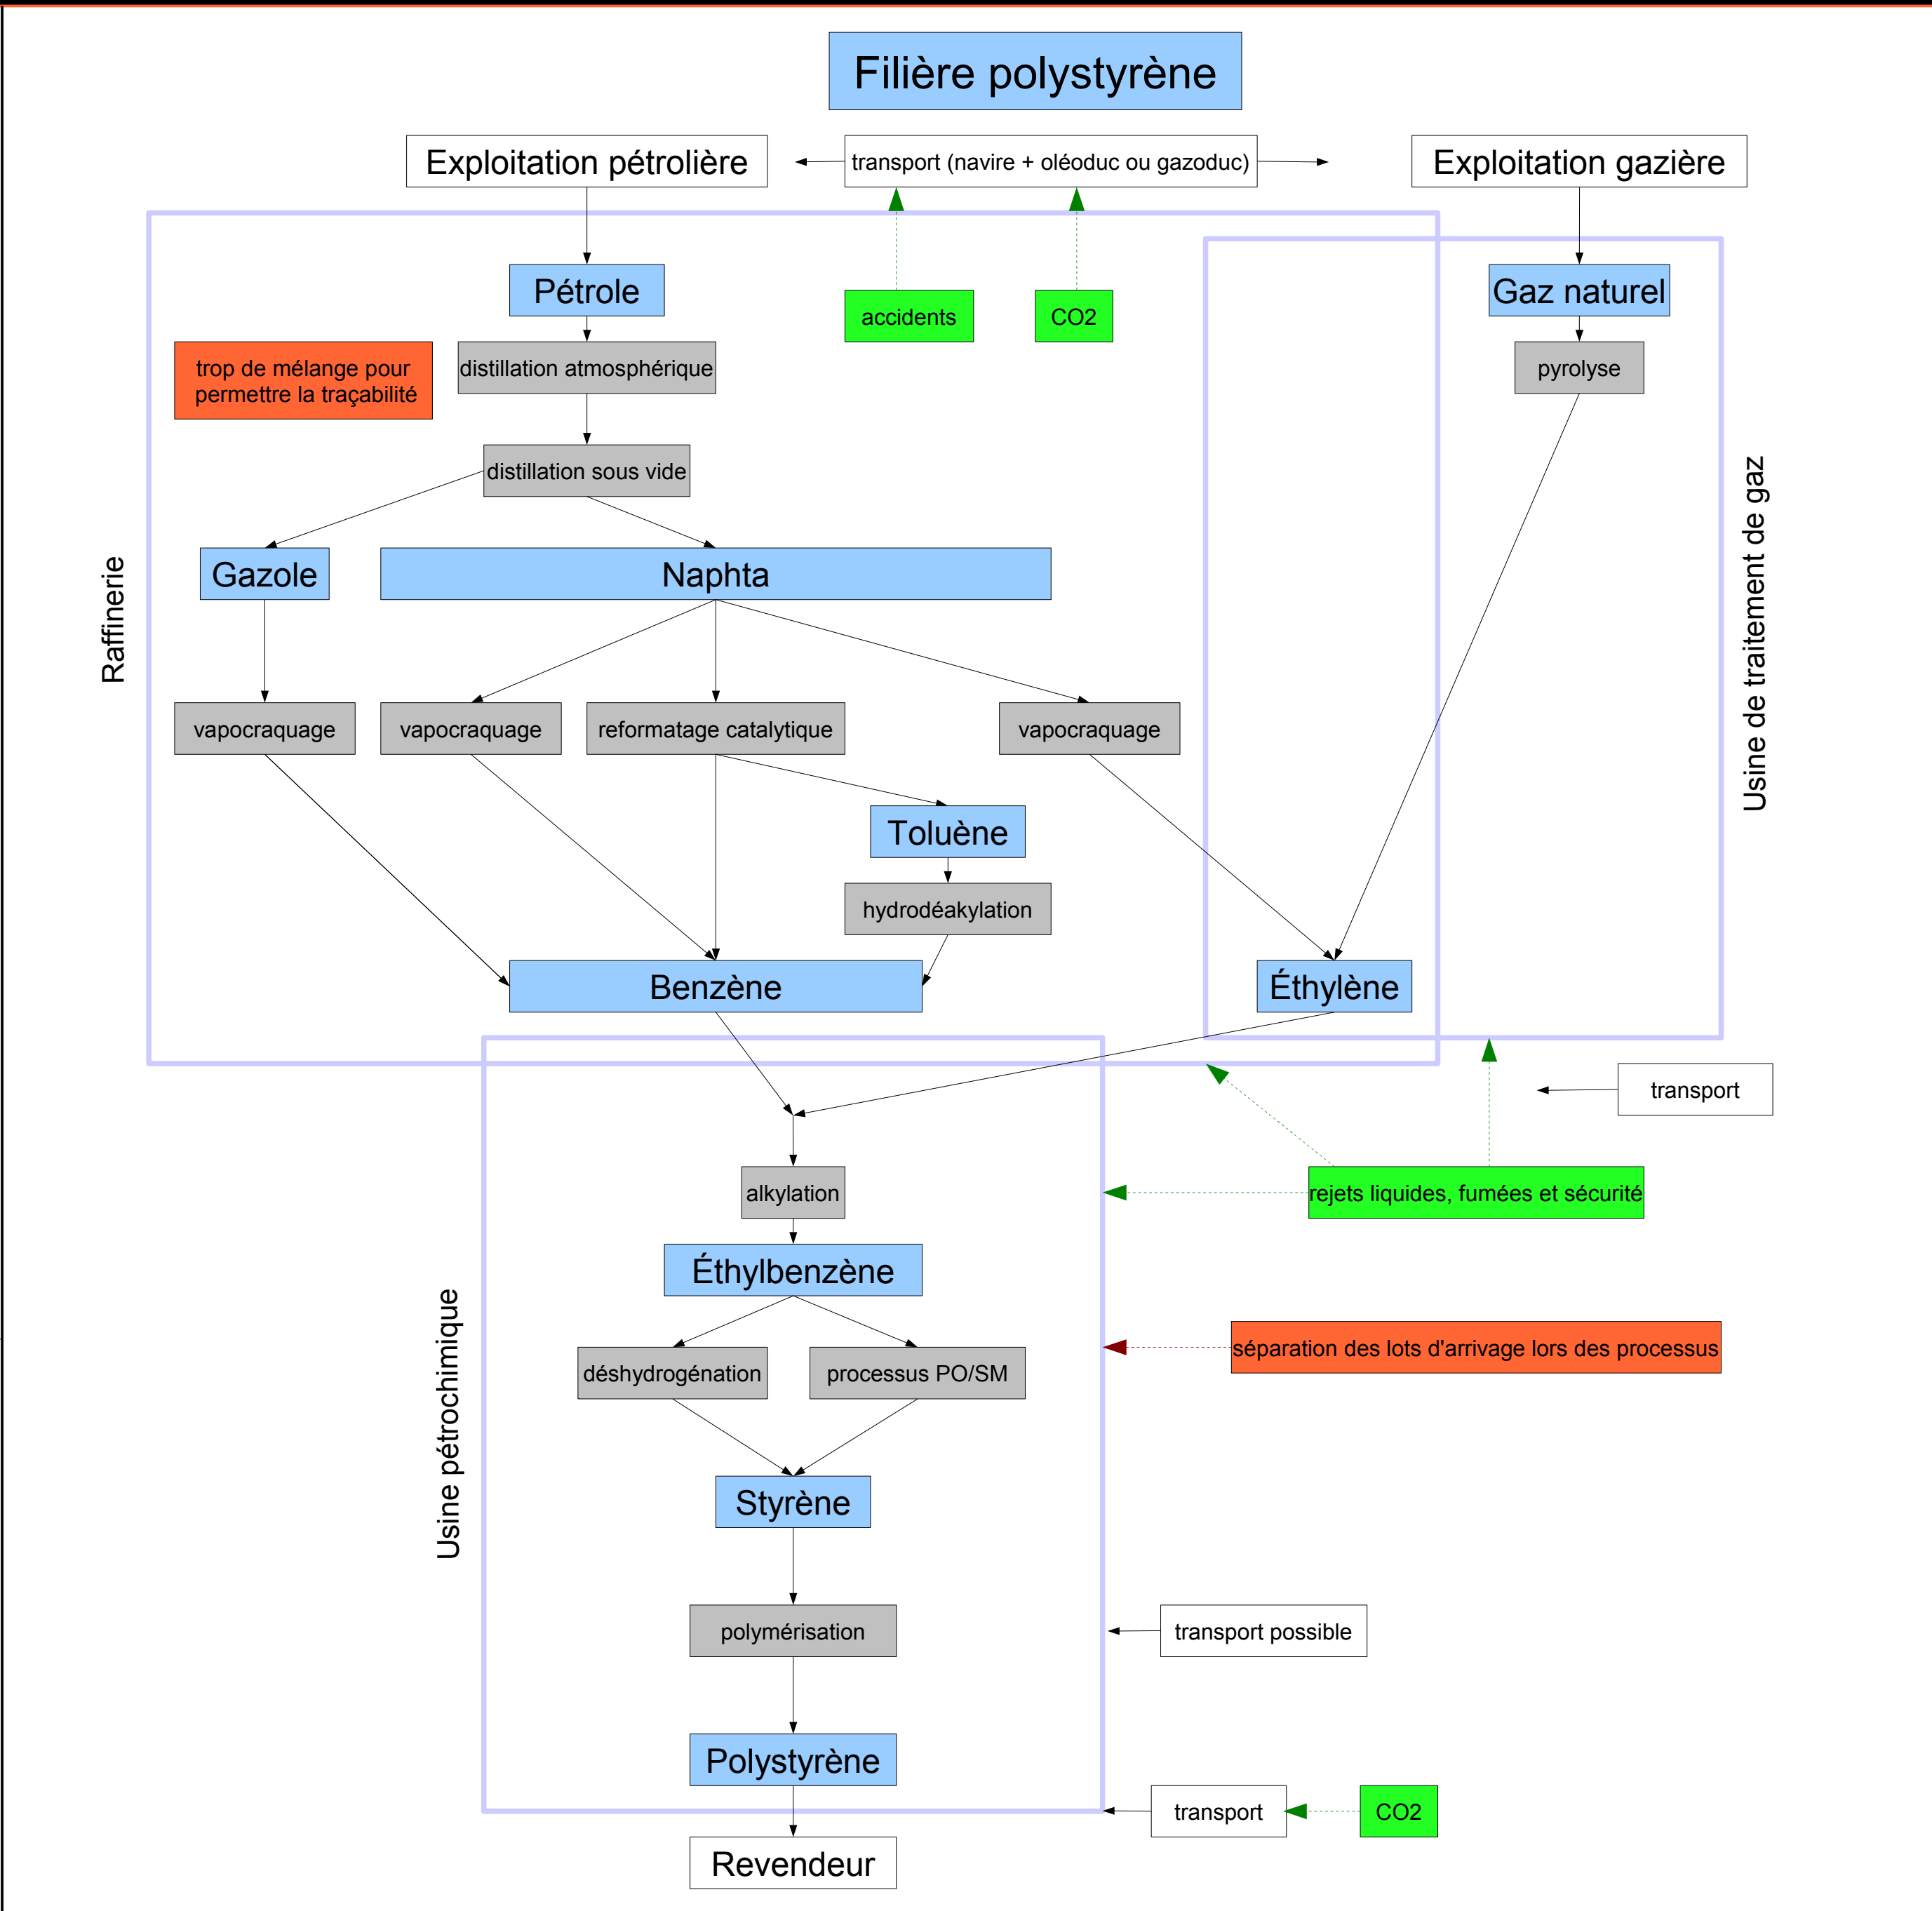 Filière polystyrène
Exploitation pétrolière
transport (navire + oléoduc ou gazoduc)
Exploitation gazière
Pétrole
accidents
CO2
Gaz naturel
trop de mélange pour
permettre la traçabilité
distillation atmosphérique
pyrolyse
distillation sous vide
Raffinerie
Usine de traitement de gaz
Gazole
Naphta
vapocraquage
vapocraquage
reformatage catalytique
vapocraquage
Toluène
hydrodéakylation
Benzène
Éthylène
transport
alkylation
rejets liquides, fumées et sécurité
Éthylbenzène
Usine pétrochimique
séparation des lots d'arrivage lors des processus
déshydrogénation
processus PO/SM
Styrène
polymérisation
transport possible
Polystyrène
transport
CO2
Revendeur